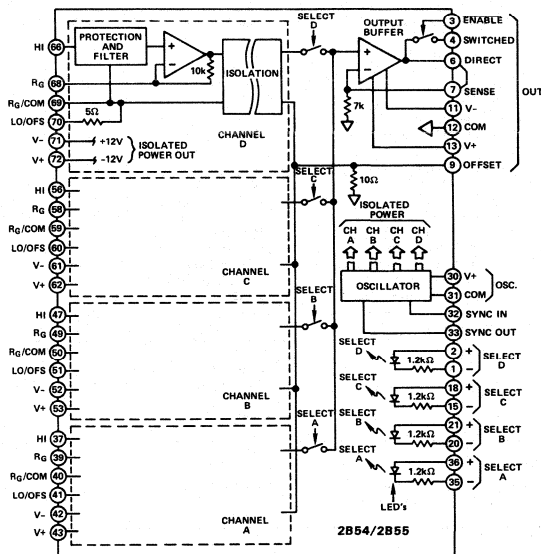 SELECT
D
OUTPUT
BUFFER
3 ENABLE
4 SWITCHED
6 DIRECT
7 SENSE
11 V-
12 COM
13 V+
9 OFFSET
OUT
HI 66
PROTECTION
AND
FILTER
+
-
10k
ISOLATION
+
-
7k
RG 68
RG/COM 69
LO/OFS 70
5Ω
V- 71
+12V
V+ 72
-12V
ISOLATED
POWER OUT
CHANNEL
D
10Ω
HI 56
RG 58
RG/COM 59
LO/OFS 60
V- 61
V+ 62
CHANNEL
C
SELECT
C
ISOLATED
POWER
CH
A
CH
B
CH
C
CH
D
OSCILLATOR
30 V+
31 COM
OSC.
32 SYNC IN
33 SYNC OUT
HI 47
RG 49
RG/COM 50
LO/OFS 51
V- 52
V+ 53
CHANNEL
B
SELECT
B
SELECT
D
1.2kΩ
2 +
1 -
SELECT
D
SELECT
C
1.2kΩ
18 +
15 -
SELECT
C
SELECT
B
1.2kΩ
21 +
20 -
SELECT
B
SELECT
A
1.2kΩ
36 +
35 -
SELECT
A
LED's
HI 37
RG 39
RG/COM 40
LO/OFS 41
V- 42
V+ 43
CHANNEL
A
SELECT
A
2B54/2B55